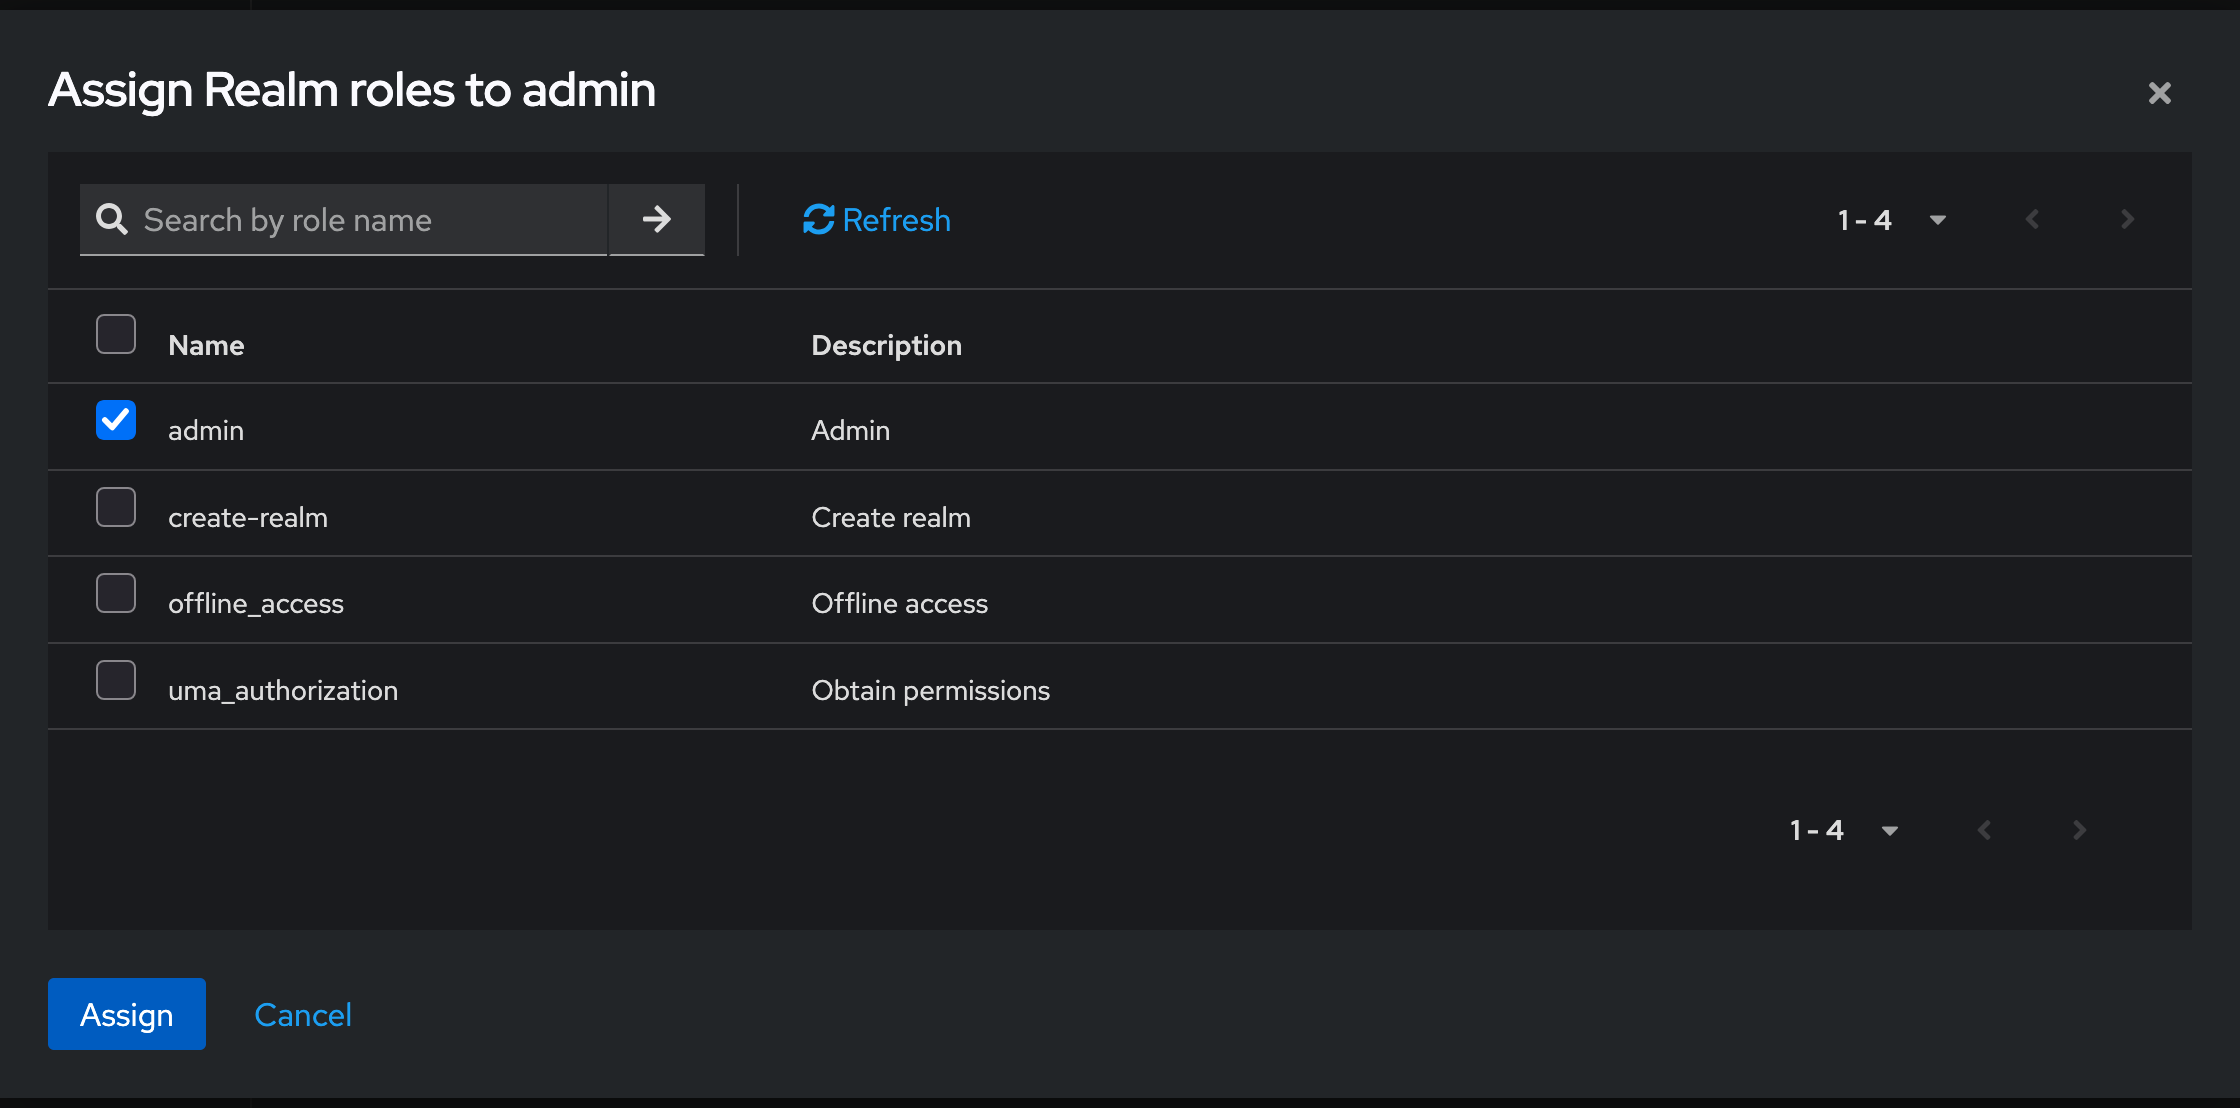 Assign Realm roles to admin
Search by role name
Refresh
1 - 4
Name Description
admin Admin
create-realm Create realm
offline_access Offline access
uma_authorization Obtain permissions
1 - 4
Assign Cancel